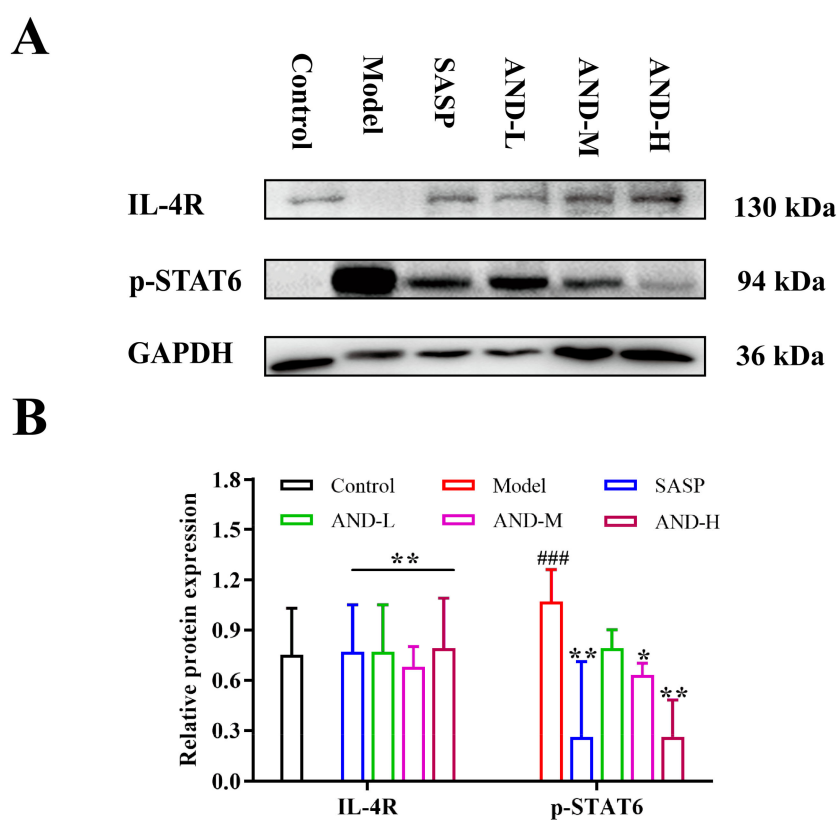 A
Control Model SASP AND-L AND-M AND-H
IL-4R 130 kDa
p-STAT6 94 kDa
GAPDH 36 kDa
B
Relative protein expression
1.8
1.5
1.2
0.9
0.6
0.3
0.0
Control Model SASP
AND-L AND-M AND-H
**
###
**
*
**
IL-4R p-STAT6